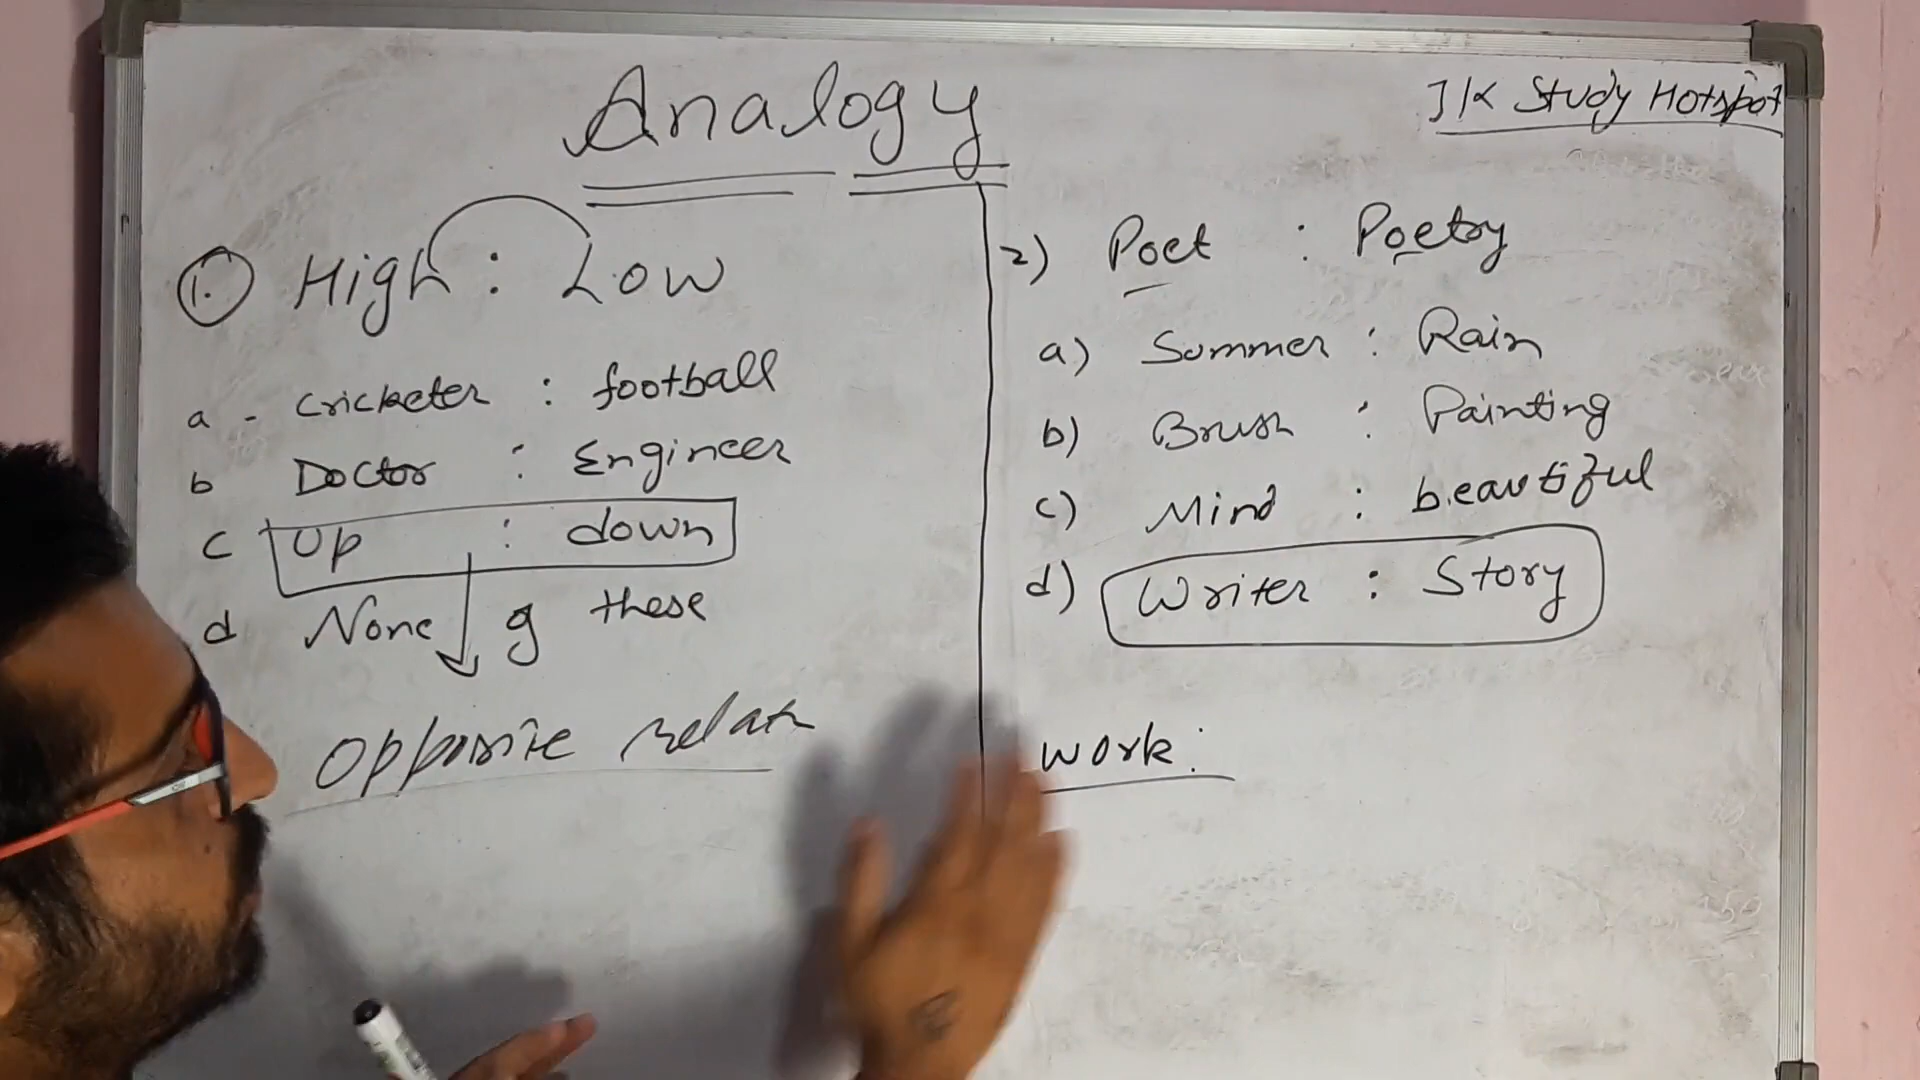 Analogy
J/K Study Hotspot
1. High : Low
a - Cricketer : football
b Doctor : Engineer
c Up : down
d None of these
Opposite relatn
2) Poet : Poetry
a) Summer : Rain
b) Brush : Painting
c) Mind : beautiful
d) Writer : Story
work :